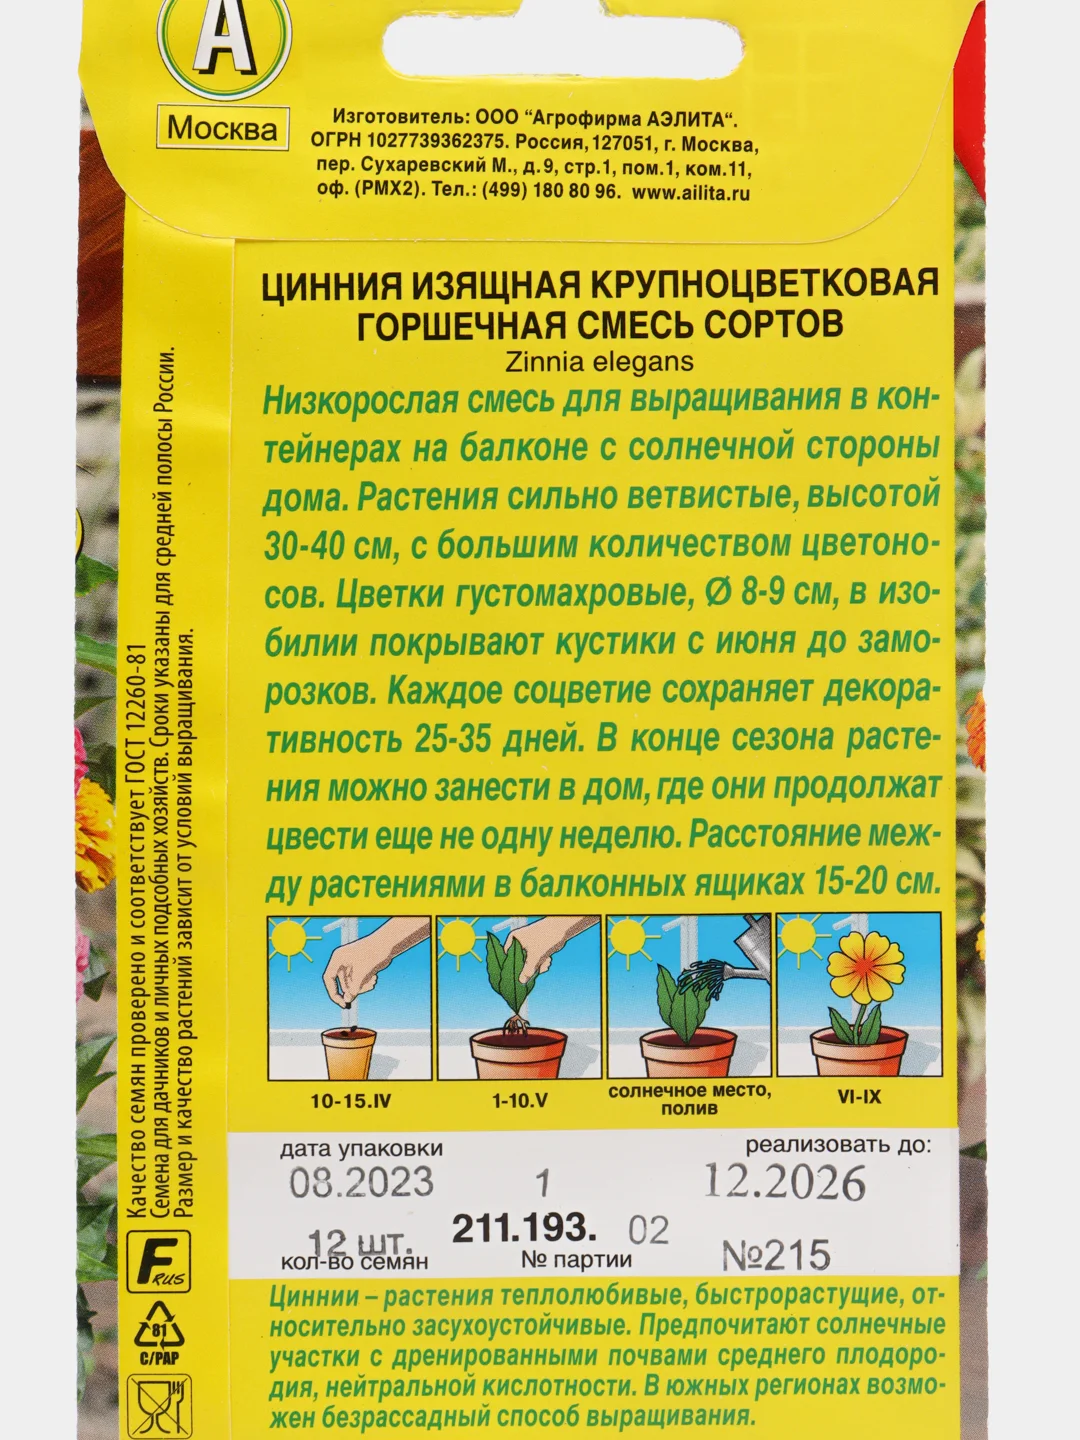 А
Москва
Изготовитель: ООО “Агрофирма АЭЛИТА“.
ОГРН 1027739362375. Россия, 127051, г. Москва,
пер. Сухаревский М., д.9, стр.1, пом.1, ком.11,
оф. (РМХ2). Тел.: (499) 180 80 96. www.ailita.ru
ЦИННИЯ ИЗЯЩНАЯ КРУПНОЦВЕТКОВАЯ
ГОРШЕЧНАЯ СМЕСЬ СОРТОВ
Zinnia elegans
Низкорослая смесь для выращивания в кон-
тейнерах на балконе с солнечной стороны
дома. Растения сильно ветвистые, высотой
30-40 см, с большим количеством цветоно-
сов. Цветки густомахровые, Ø 8-9 см, в изо-
билии покрывают кустики с июня до замо-
розков. Каждое соцветие сохраняет декора-
тивность 25-35 дней. В конце сезона расте-
ния можно занести в дом, где они продолжат
цвести еще не одну неделю. Расстояние меж-
ду растениями в балконных ящиках 15-20 см.
10-15.IV
1-10.V
солнечное место,
полив
VI-IX
дата упаковки
реализовать до:
08.2023
1
12.2026
12 шт.
211.193.
02
№215
кол-во семян
№ партии
Циннии – растения теплолюбивые, быстрорастущие, от-
носительно засухоустойчивые. Предпочитают солнечные
участки с дренированными почвами среднего плодоро-
дия, нейтральной кислотности. В южных регионах возмо-
жен безрассадный способ выращивания.
Качество семян проверено и соответствует ГОСТ 12260-81
Семена для дачников и личных подсобных хозяйств. Сроки указаны для средней полосы России.
Размер и качество растений зависит от условий выращивания.
F RUS
81
C/PAP